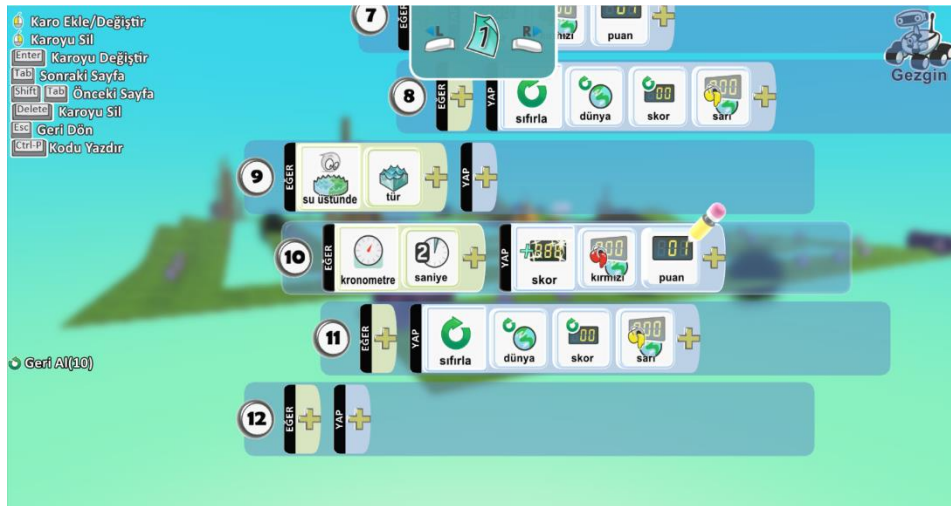 Karo Ekle/Değiştir
Karoyu Sil
Enter Karoyu Değiştir
Tab Sonraki Sayfa
Shift Tab Önceki Sayfa
Delete Karoyu Sil
Esc Geri Dön
Ctrl-P Kodu Yazdır
Geri Al(10)
L 1 R
Gezgin
7 puan
8 EĞER YAP sıfırla dünya skor sarı
9 EĞER su üstünde tür YAP
10 EĞER kronometre 2 saniye YAP skor kırmızı 01 puan
11 EĞER YAP sıfırla dünya 00 skor 000 sarı
12 EĞER YAP